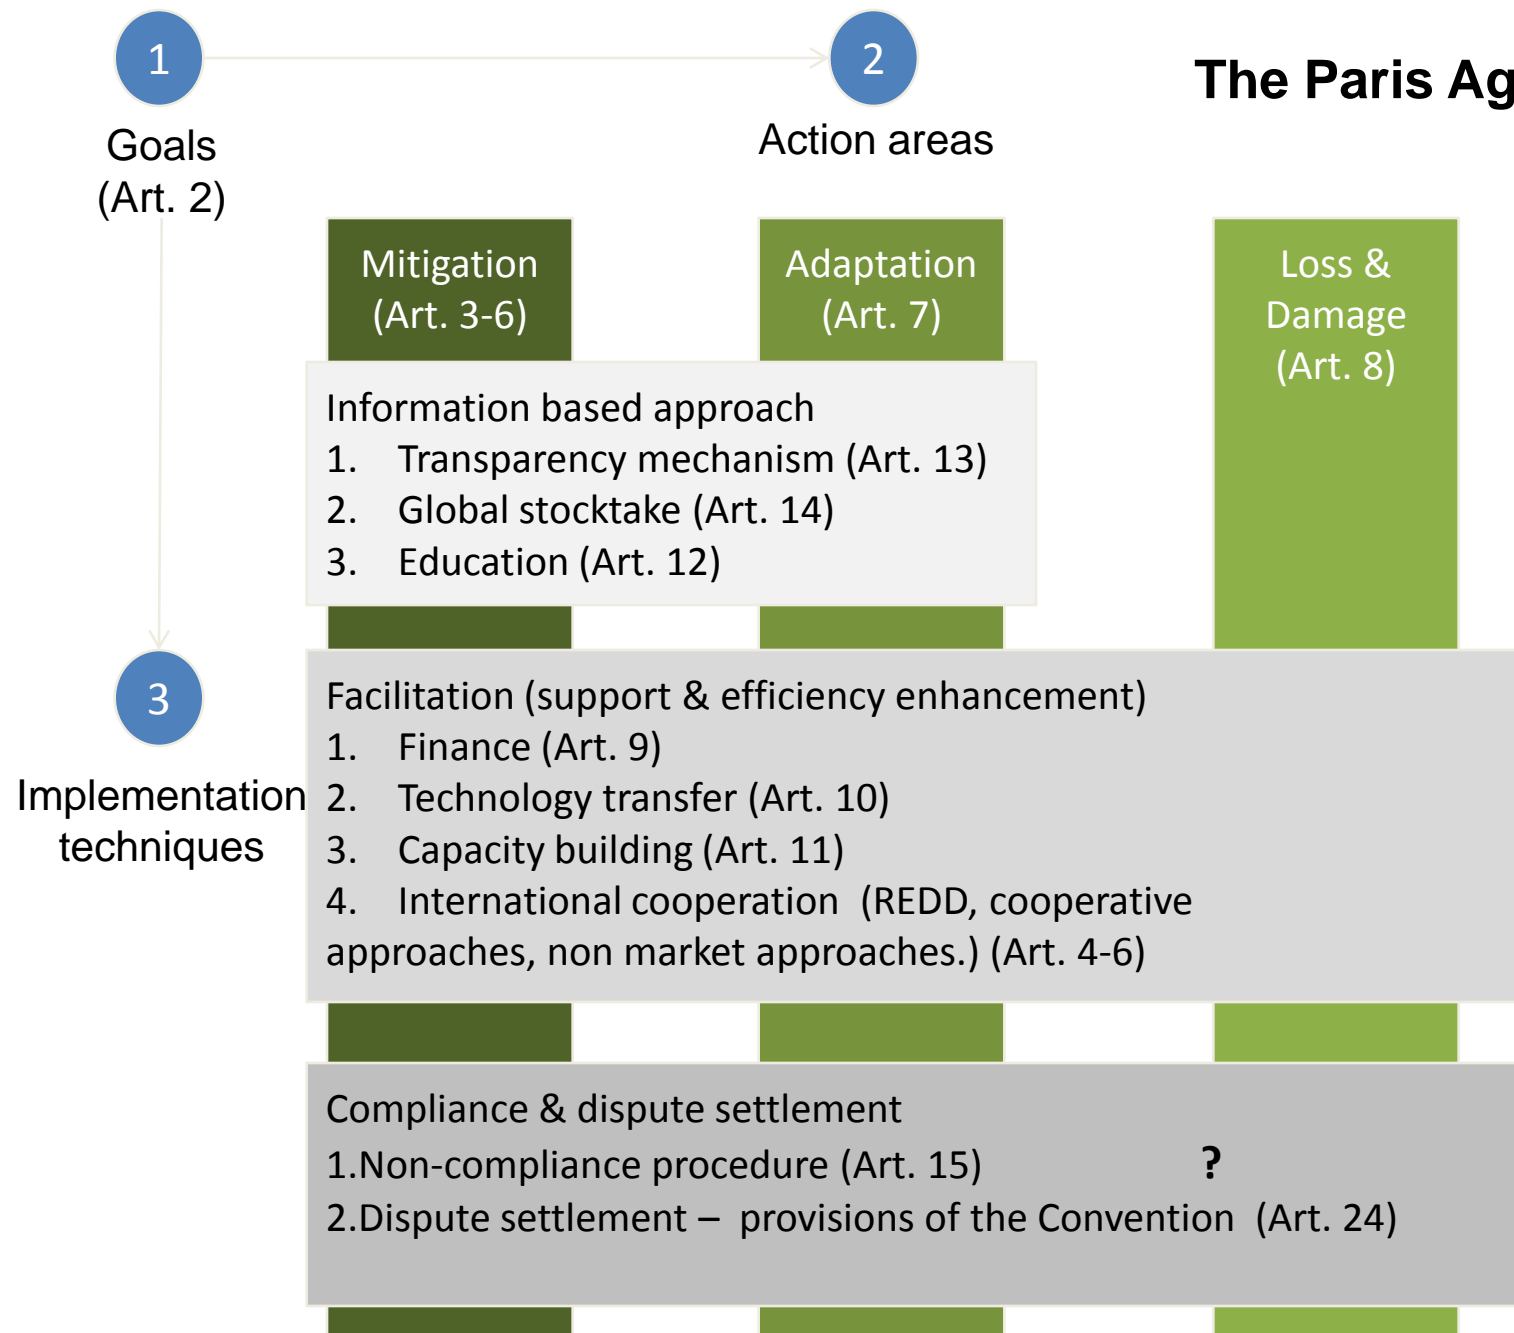 1
2
The Paris Ag
Goals
(Art. 2)
Action areas
Mitigation
(Art. 3-6)
Adaptation
(Art. 7)
Loss &
Damage
(Art. 8)
Information based approach
1. Transparency mechanism (Art. 13)
2. Global stocktake (Art. 14)
3. Education (Art. 12)
3
Implementation
techniques
Facilitation (support & efficiency enhancement)
1. Finance (Art. 9)
2. Technology transfer (Art. 10)
3. Capacity building (Art. 11)
4. International cooperation (REDD, cooperative
approaches, non market approaches.) (Art. 4-6)
Compliance & dispute settlement
1.Non-compliance procedure (Art. 15) ?
2.Dispute settlement – provisions of the Convention (Art. 24)